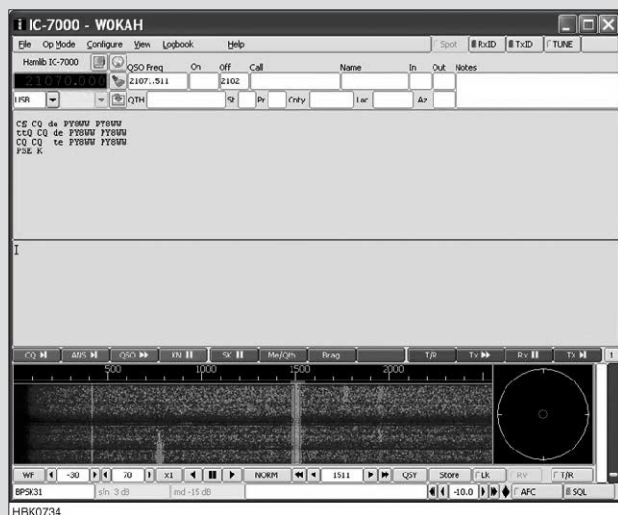 IC-7000 - W0KAH
File Op Mode Configure View Logbook Help Spot RxID TxID TUNE
Hamlib IC-7000 QSO Freq On Off Call Name In Out Notes
21070.000 2107..511 2102
USB QTH St Pr Cnty Loc Az
CS CQ de PY8WW PY8WW
ttQ CQ de PY8WW PY8WW
CQ CQ te PY8WW PY8WW
PSE K
CQ ANS QSO KN SK Me/Qth Brag T/R Tx Rx TX 1
500 1000 1500 2000
WF -30 70 x1 NORM 1511 QSY Store Lk Rv T/R
BPSK31 s/n 3 dB imd -15 dB -10.0 AFC SQL
HBK0734